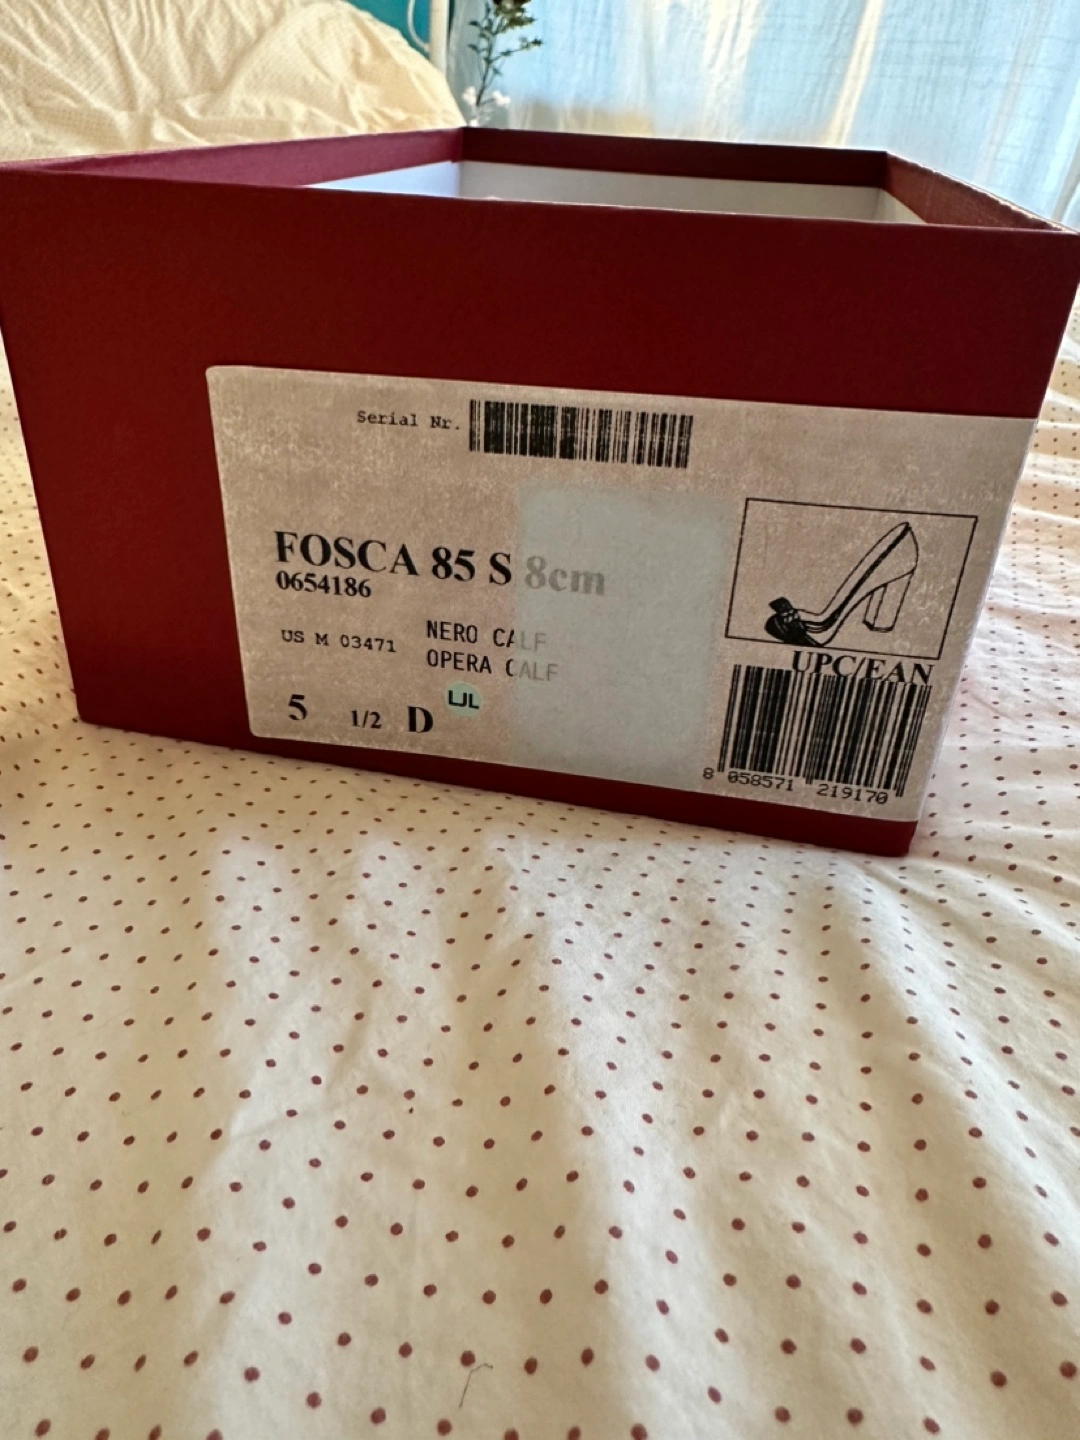 Serial Nr.
FOSCA 85 S 8cm
0654186
US M 03471
NERO CALF
OPERA CALF
5 1/2 D
UPC/EAN
8 058571 219170